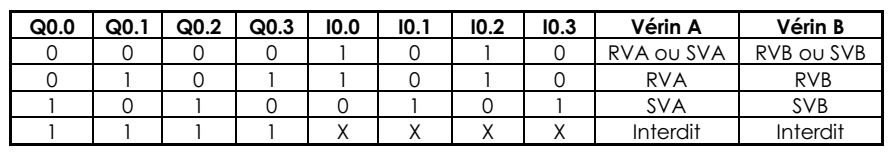 Q0.0 Q0.1 Q0.2 Q0.3 I0.0 I0.1 I0.2 I0.3 Vérin A Vérin B
0 0 0 0 1 0 1 0 RVA ou SVA RVB ou SVB
0 1 0 1 1 0 1 0 RVA RVB
1 0 1 0 0 1 0 1 SVA SVB
1 1 1 1 X X X X Interdit Interdit